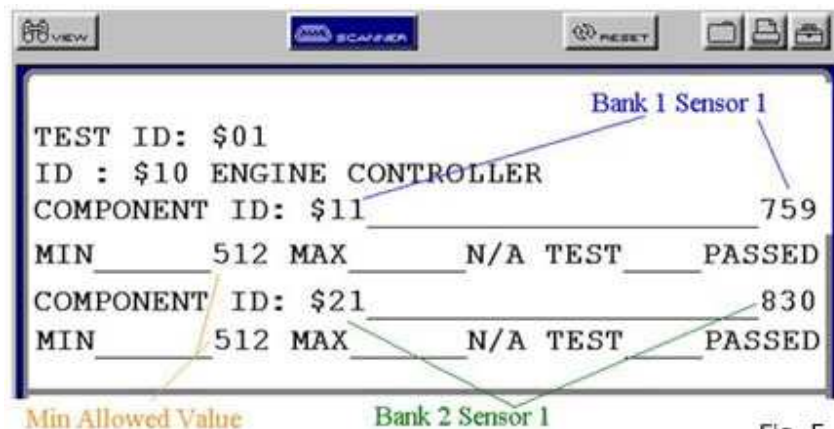 VIEW SCANNER RESET
Bank 1 Sensor 1
TEST ID: $01
ID : $10 ENGINE CONTROLLER
COMPONENT ID: $11 759
MIN 512 MAX N/A TEST PASSED
COMPONENT ID: $21 830
MIN 512 MAX N/A TEST PASSED
Min Allowed Value Bank 2 Sensor 1